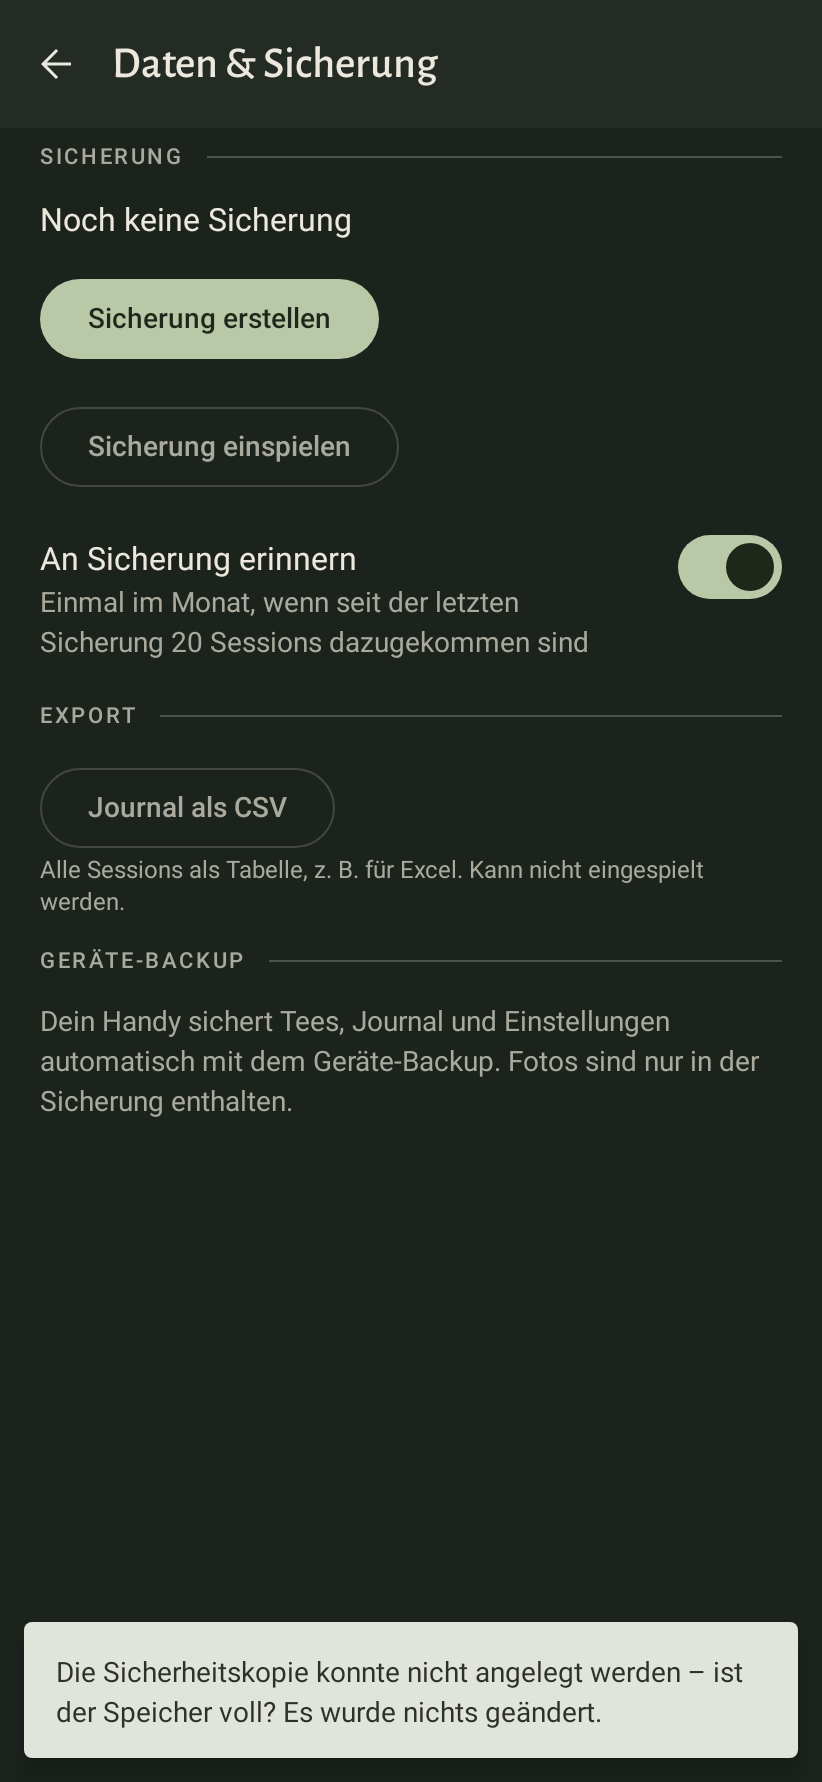 Daten & Sicherung
SICHERUNG
Noch keine Sicherung
Sicherung erstellen
Sicherung einspielen
An Sicherung erinnern
Einmal im Monat, wenn seit der letzten
Sicherung 20 Sessions dazugekommen sind
EXPORT
Journal als CSV
Alle Sessions als Tabelle, z. B. für Excel. Kann nicht eingespielt
werden.
GERÄTE-BACKUP
Dein Handy sichert Tees, Journal und Einstellungen
automatisch mit dem Geräte-Backup. Fotos sind nur in der
Sicherung enthalten.
Die Sicherheitskopie konnte nicht angelegt werden – ist
der Speicher voll? Es wurde nichts geändert.